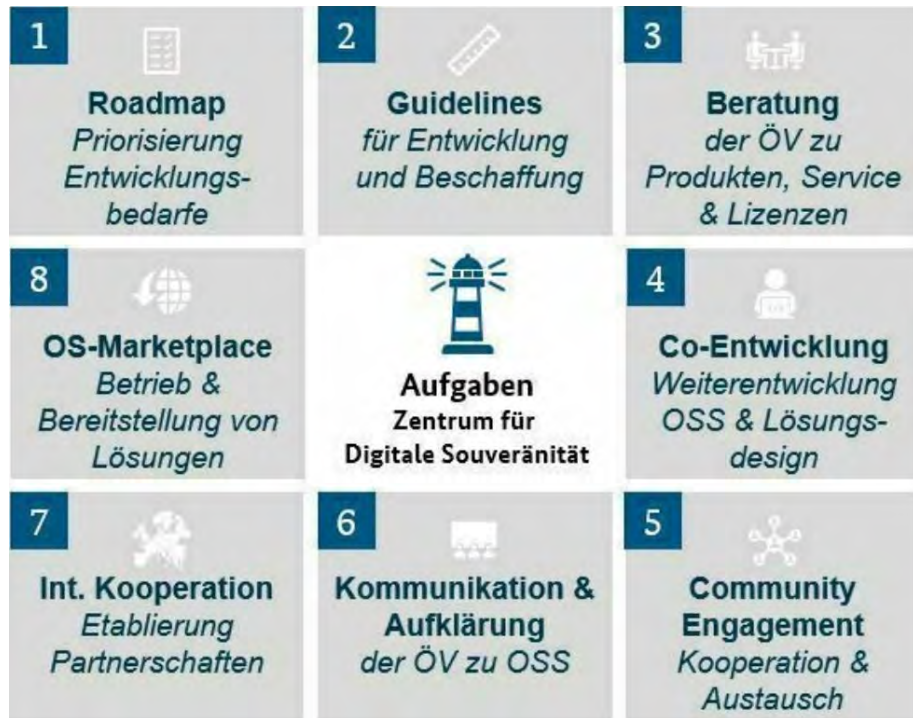 1
Roadmap
Priorisierung
Entwicklungs-
bedarfe
2
Guidelines
für Entwicklung
und Beschaffung
3
Beratung
der ÖV zu
Produkten, Service
& Lizenzen
8
OS-Marketplace
Betrieb &
Bereitstellung von
Lösungen
Aufgaben
Zentrum für
Digitale Souveränität
4
Co-Entwicklung
Weiterentwicklung
OSS & Lösungs-
design
7
Int. Kooperation
Etablierung
Partnerschaften
6
Kommunikation &
Aufklärung
der ÖV zu OSS
5
Community
Engagement
Kooperation &
Austausch